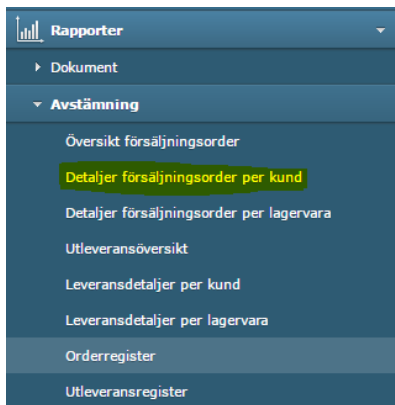 Rapporter
Dokument
Avstämning
Översikt försäljningsorder
Detaljer försäljningsorder per kund
Detaljer försäljningsorder per lagervara
Utleveransöversikt
Leveransdetaljer per kund
Leveransdetaljer per lagervara
Orderregister
Utleveransregister